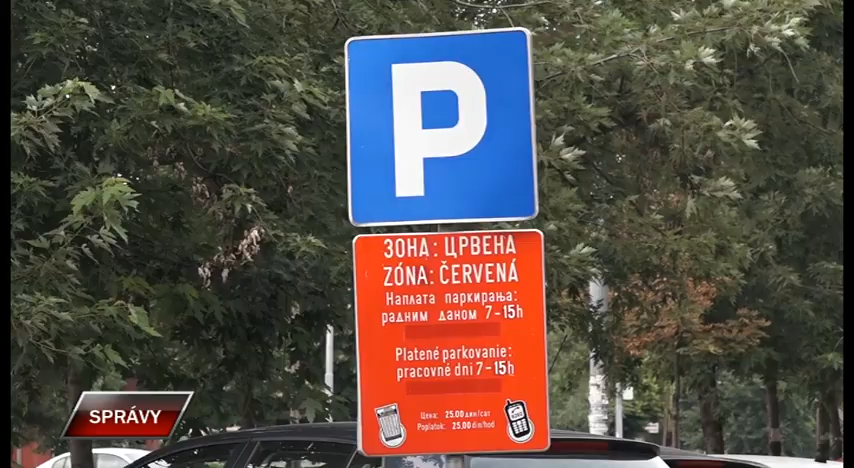 P
ЗОНА: ЦРВЕНА
ZÓNA: ČERVENÁ
Наплата паркирања:
радним даном 7-15h
Platené parkovanie:
pracovné dni 7-15h
Цена: 25.00 дин/сат
Poplatok: 25,00 din/hod
SPRÁVY